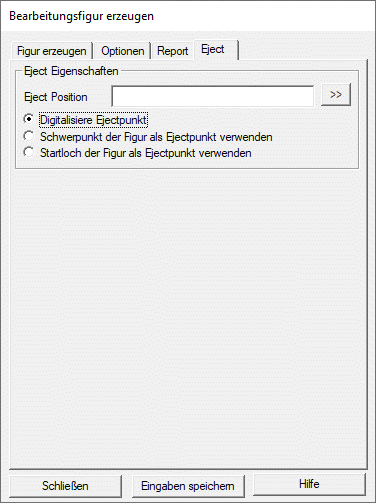 Bearbeitungsfigur erzeugen
Figur erzeugen Optionen Report Eject
Eject Eigenschaften
Eject Position >>
Digitalisiere Ejectpunkt
Schwerpunkt der Figur als Ejectpunkt verwenden
Startloch der Figur als Ejectpunkt verwenden
Schließen Eingaben speichern Hilfe